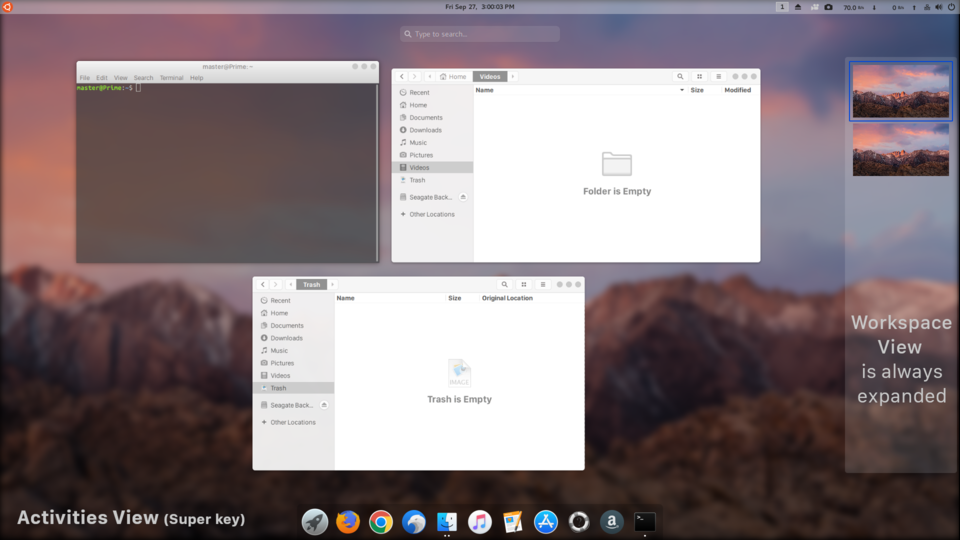 Fri Sep 27, 3:00:03 PM
1
70.0 Kn
0 Kn
Type to search...
master@Prime: ~
File Edit View Search Terminal Help
master@Prime:~$
Home Videos
Recent
Home
Documents
Downloads
Music
Pictures
Videos
Trash
Seagate Back...
Other Locations
Name Size Modified
Folder is Empty
Trash
Recent
Home
Documents
Downloads
Music
Pictures
Videos
Trash
Seagate Back...
Other Locations
Name Size Original Location
IMAGE
Trash is Empty
Workspace
View
is always
expanded
Activities View (Super key)